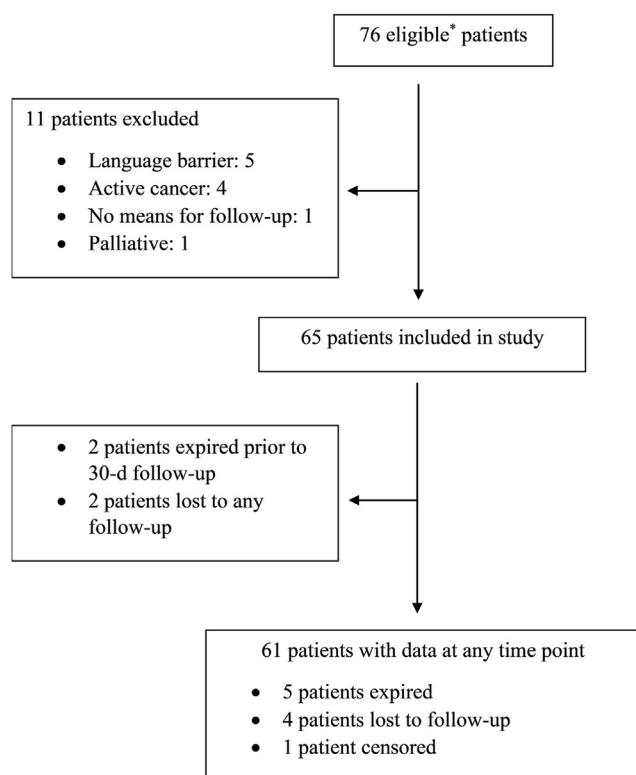 76 eligible* patients
11 patients excluded
• Language barrier: 5
• Active cancer: 4
• No means for follow-up: 1
• Palliative: 1
65 patients included in study
• 2 patients expired prior to
30-d follow-up
• 2 patients lost to any
follow-up
61 patients with data at any time point
• 5 patients expired
• 4 patients lost to follow-up
• 1 patient censored